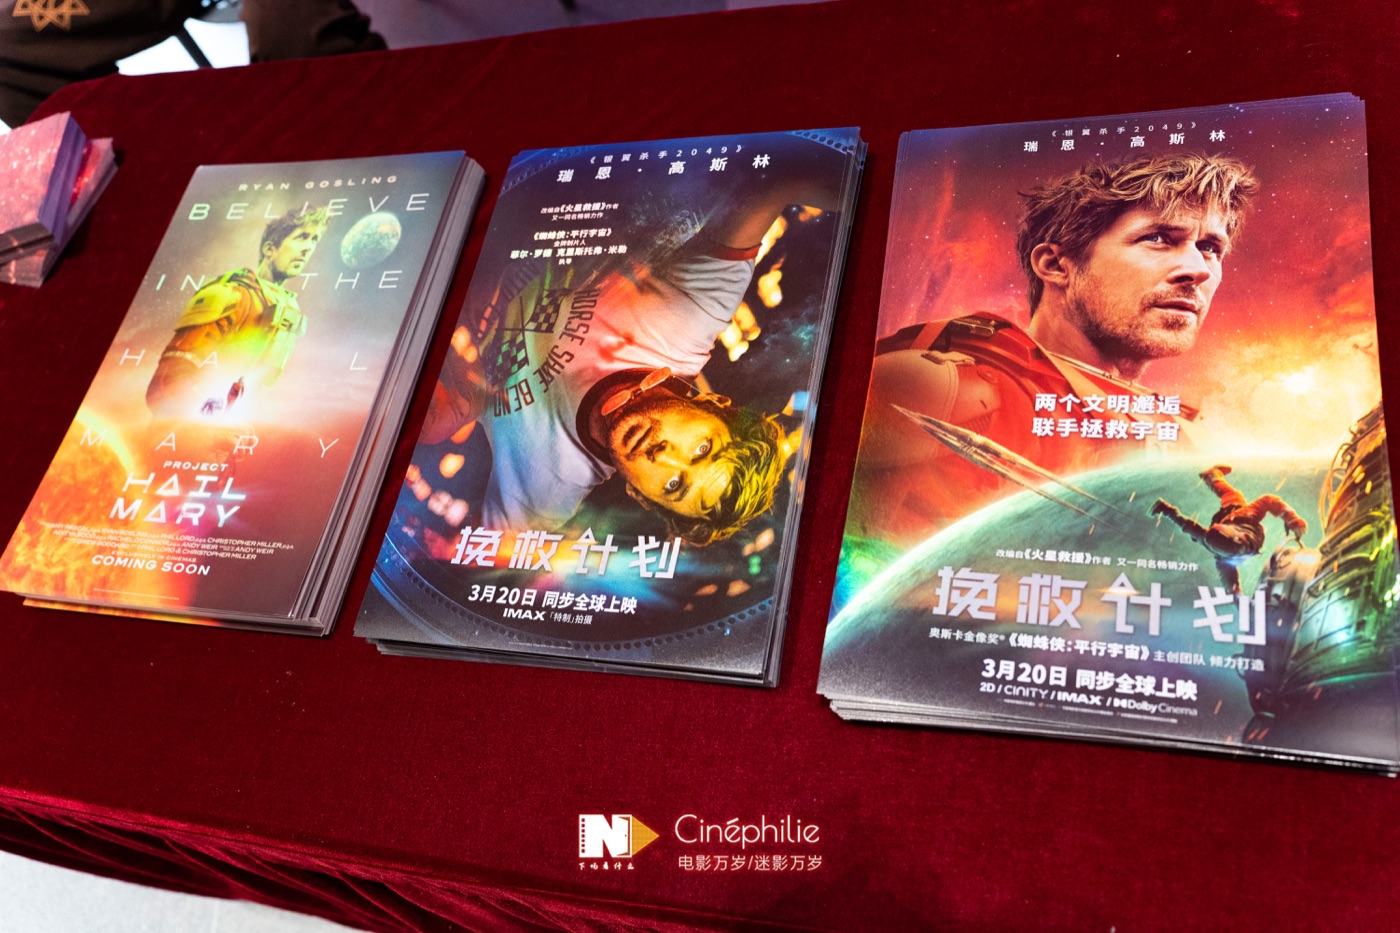 RYAN GOSLING
BELIEVE
IN THE
HAIL
MARY
PROJECT
HAIL
MARY
COMING SOON
《银翼杀手2049》
瑞恩·高斯林
改编自《火星救援》作者
又一同名畅销力作
《蜘蛛侠:平行宇宙》
金牌制片人
菲尔·罗德 克里斯托弗·米勒
执导
HORSE SHOE BEND
挽救计划
3月20日 同步全球上映
IMAX「特制」拍摄
《银翼杀手2049》
瑞恩·高斯林
两个文明邂逅
联手拯救宇宙
改编自《火星救援》作者 又一同名畅销力作
挽救计划
奥斯卡金像奖®《蜘蛛侠:平行宇宙》主创团队 倾力打造
3月20日 同步全球上映
2D / CINITY / IMAX / Dolby Cinema
N
下 吗 看 什 么
Cinéphilie
电影万岁/迷影万岁